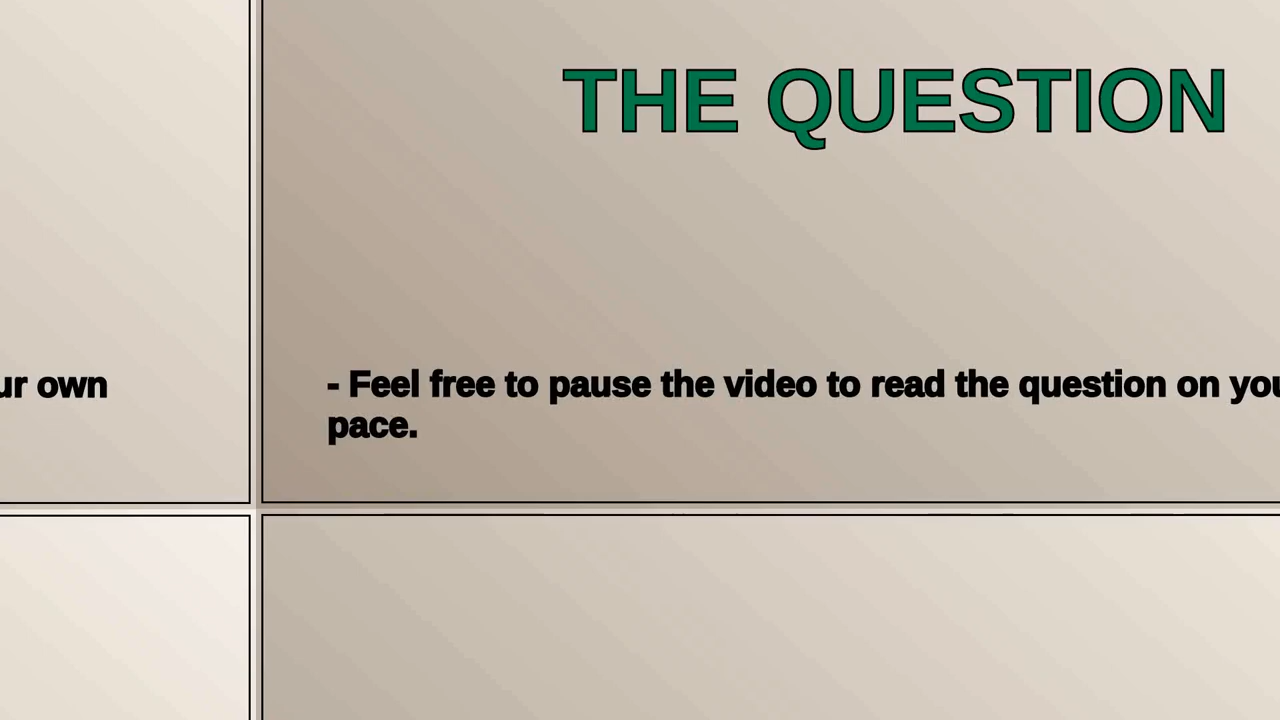 THE QUESTION
ur own
- Feel free to pause the video to read the question on you
pace.